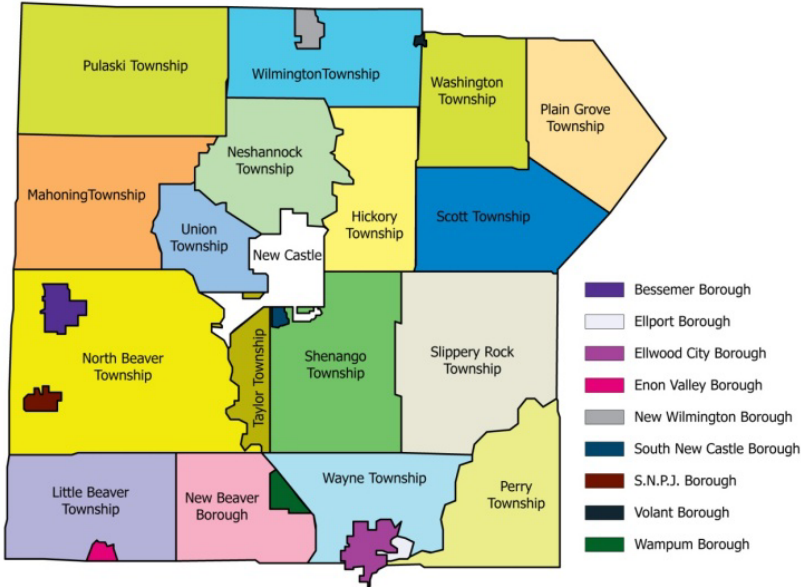 Pulaski Township
WilmingtonTownship
Washington
Township
Plain Grove
Township
Neshannock
Township
MahoningTownship
Union
Township
Hickory
Township
Scott Township
New Castle
North Beaver
Township
Taylor Township
Shenango
Township
Slippery Rock
Township
Little Beaver
Township
New Beaver
Borough
Wayne Township
Perry
Township
Bessemer Borough
Ellport Borough
Ellwood City Borough
Enon Valley Borough
New Wilmington Borough
South New Castle Borough
S.N.P.J. Borough
Volant Borough
Wampum Borough